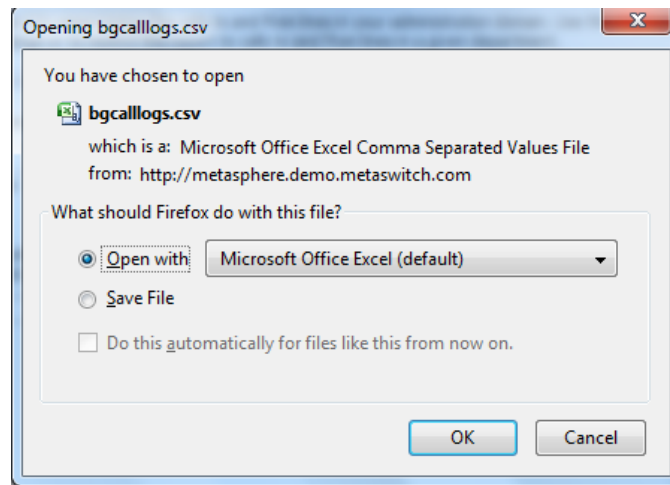 Opening bgcalllogs.csv
You have chosen to open
bgcalllogs.csv
which is a: Microsoft Office Excel Comma Separated Values File
from: http://metasphere.demo.metaswitch.com
What should Firefox do with this file?
Open with Microsoft Office Excel (default)
Save File
Do this automatically for files like this from now on.
OK Cancel